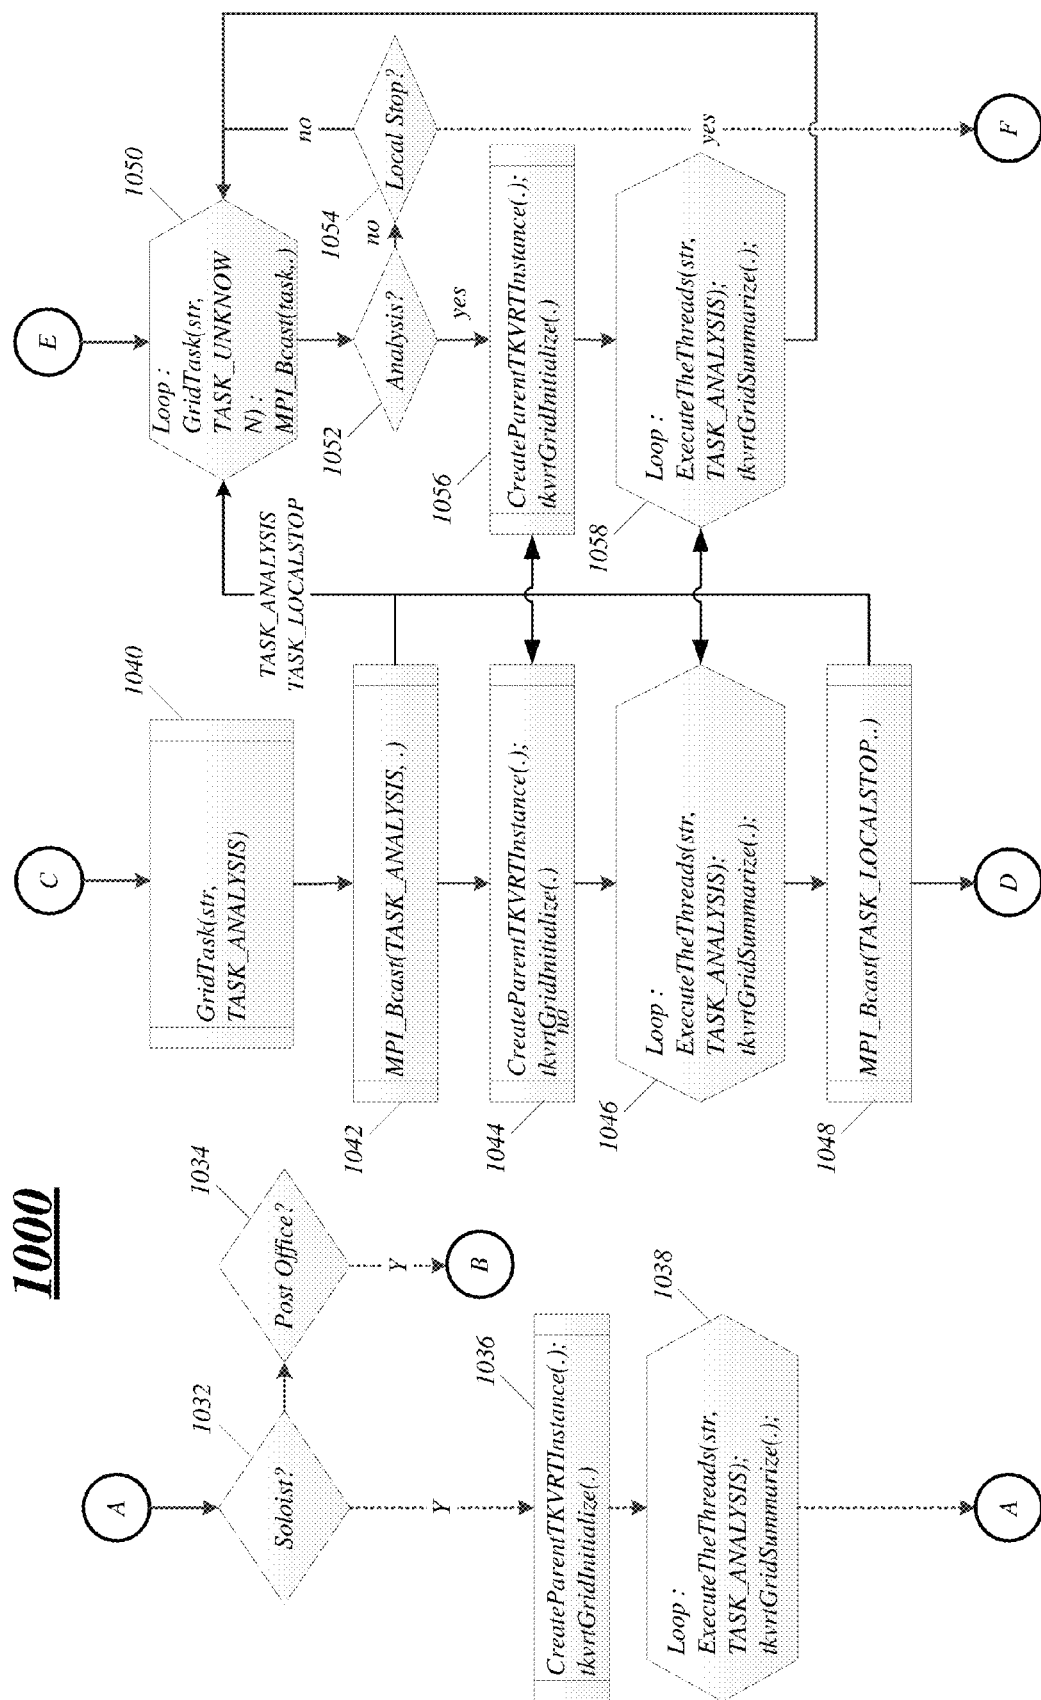 1000
A
Soloist?
1032
Post Office?
1034
Y
B
Y
CreateParentTKVRTInstance(.);
tkvrtGridInitialize(.)
1036
Loop :
ExecuteTheThreads(str,
TASK_ANALYSIS);
tkvrtGridSummarize(.);
1038
A
C
GridTask(str,
TASK_ANALYSIS)
1040
MPI_Bcast(TASK_ANALYSIS, .)
1042
TASK_ANALYSIS
TASK_LOCALSTOP
CreateParentTKVRTInstance(.);
tkvrtGridInitialize(.)
no
1044
Loop :
ExecuteTheThreads(str,
TASK_ANALYSIS);
tkvrtGridSummarize(.);
1046
MPI_Bcast(TASK_LOCALSTOP..)
1048
D
E
Loop :
GridTask(str,
TASK_UNKNOW
N) :
MPI_Bcast(task,.)
1050
Analysis?
1052
no
Local Stop?
1054
no
yes
yes
CreateParentTKVRTInstance(.);
tkvrtGridInitialize(.)
1056
Loop :
ExecuteTheThreads(str,
TASK_ANALYSIS);
tkvrtGridSummarize(.);
1058
F